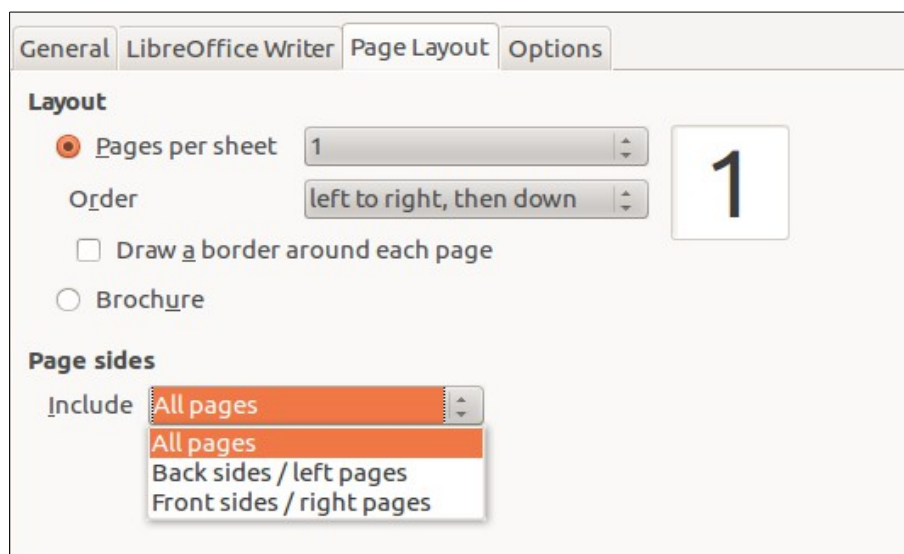 General LibreOffice Writer Page Layout Options
Layout
Pages per sheet 1
1
Order left to right, then down
Draw a border around each page
Brochure
Page sides
Include All pages
All pages
Back sides / left pages
Front sides / right pages